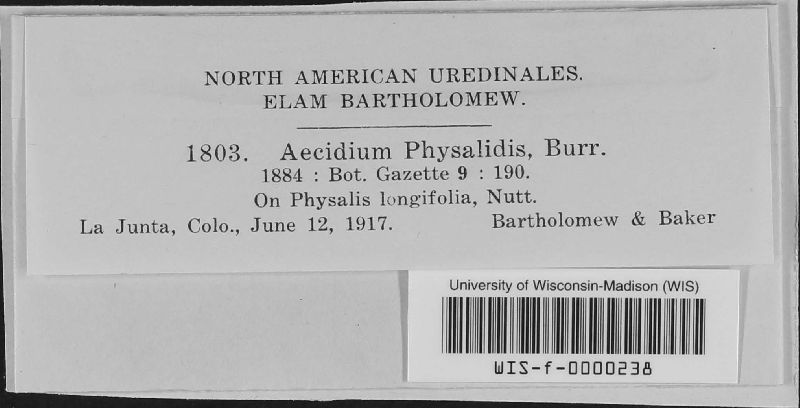 NORTH AMERICAN UREDINALES.
ELAM BARTHOLOMEW.
1803. Aecidium Physalidis, Burr.
1884 : Bot. Gazette 9 : 190.
On Physalis longifolia, Nutt.
La Junta, Colo., June 12, 1917. Bartholomew & Baker
University of Wisconsin-Madison (WIS)
WIS-f-0000238